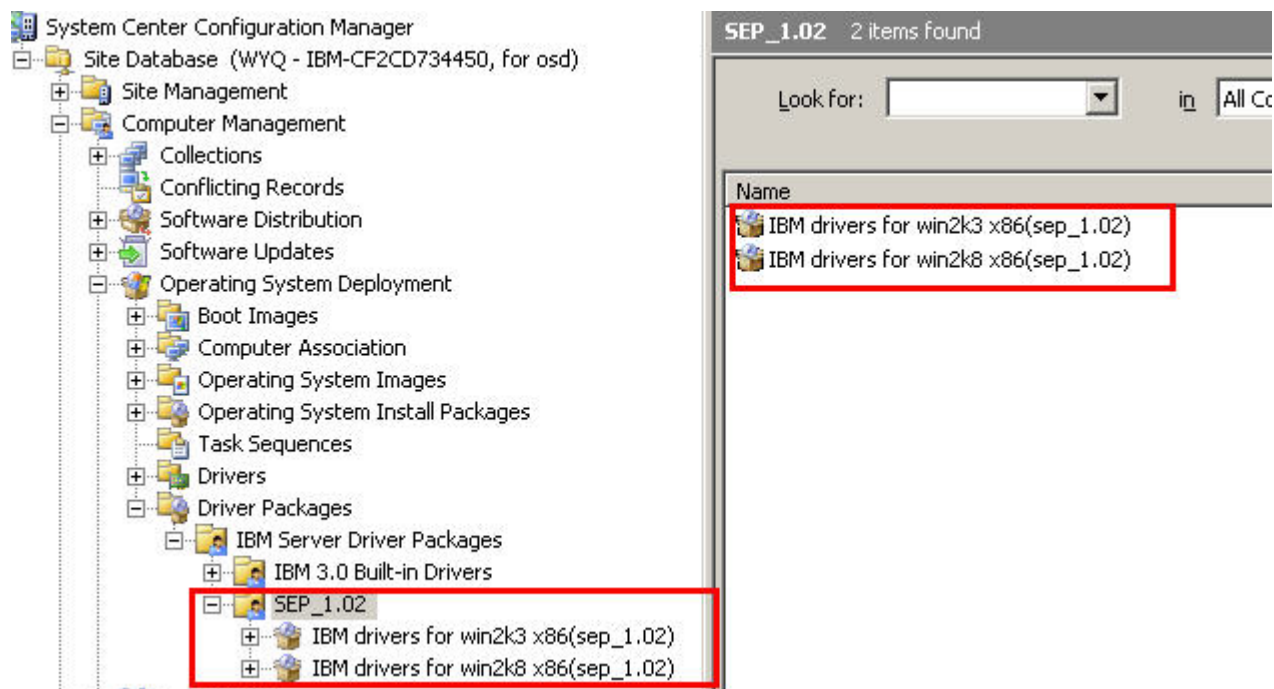 System Center Configuration Manager
Site Database (WYQ - IBM-CF2CD734450, for osd)
Site Management
Computer Management
Collections
Conflicting Records
Software Distribution
Software Updates
Operating System Deployment
Boot Images
Computer Association
Operating System Images
Operating System Install Packages
Task Sequences
Drivers
Driver Packages
IBM Server Driver Packages
IBM 3.0 Built-in Drivers
SEP_1.02
IBM drivers for win2k3 x86(sep_1.02)
IBM drivers for win2k8 x86(sep_1.02)
SEP_1.02 2 items found
Look for: in All Co
Name
IBM drivers for win2k3 x86(sep_1.02)
IBM drivers for win2k8 x86(sep_1.02)